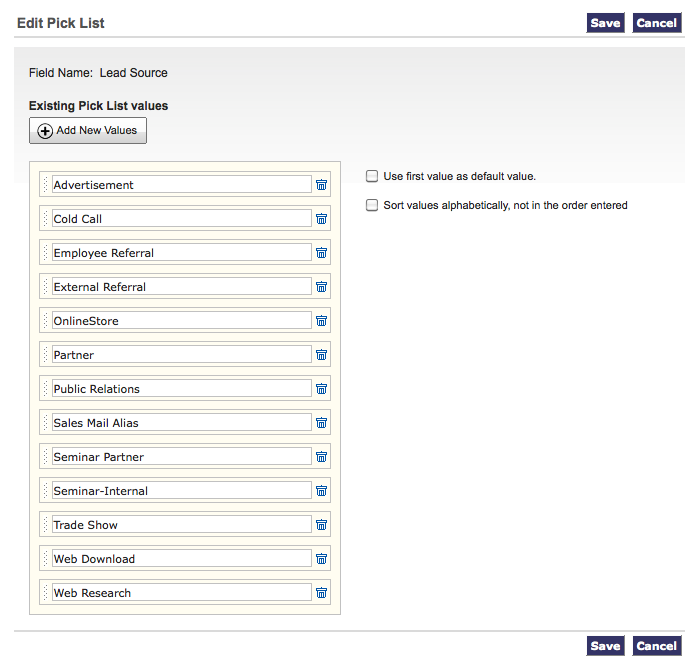 Edit Pick List Save Cancel
Field Name: Lead Source
Existing Pick List values
Add New Values
Advertisement Use first value as default value.
Cold Call Sort values alphabetically, not in the order entered
Employee Referral
External Referral
OnlineStore
Partner
Public Relations
Sales Mail Alias
Seminar Partner
Seminar-Internal
Trade Show
Web Download
Web Research
Save Cancel